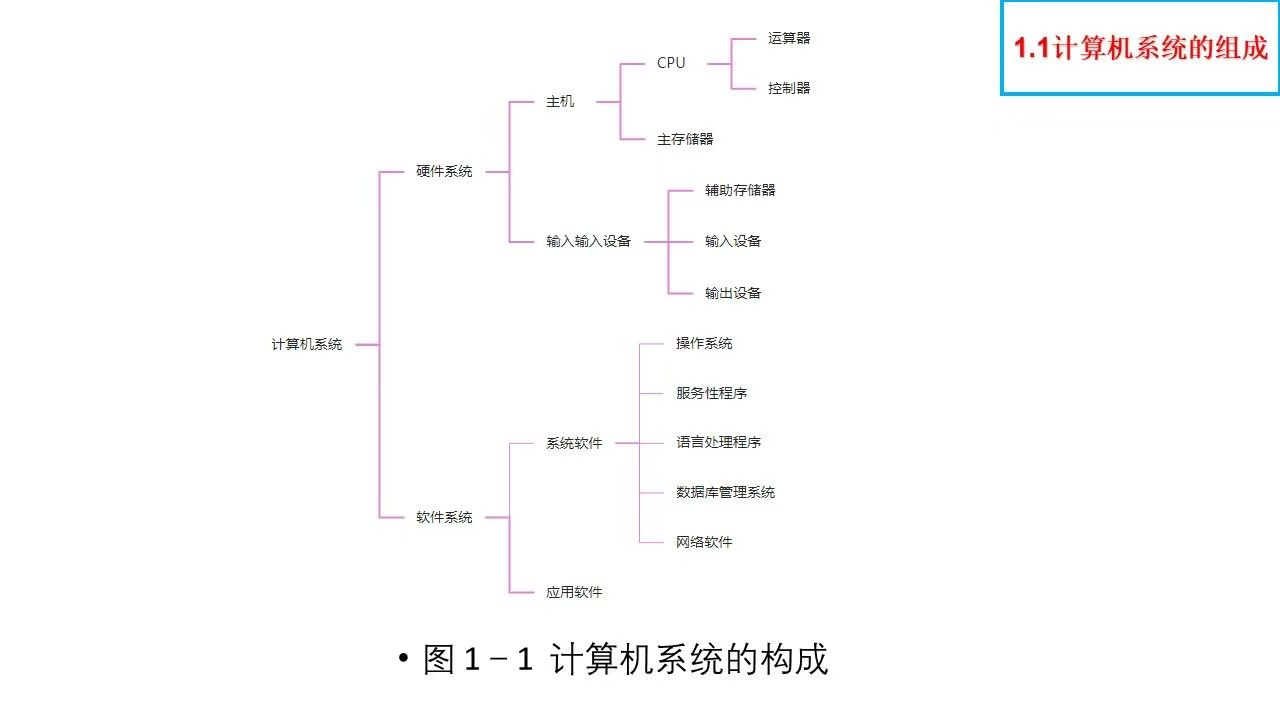 1.1计算机系统的组成
运算器
CPU
控制器
主机
主存储器
硬件系统
辅助存储器
输入输入设备
输入设备
输出设备
计算机系统
操作系统
服务性程序
系统软件
语言处理程序
数据库管理系统
软件系统
网络软件
应用软件
• 图 1 – 1 计算机系统的构成